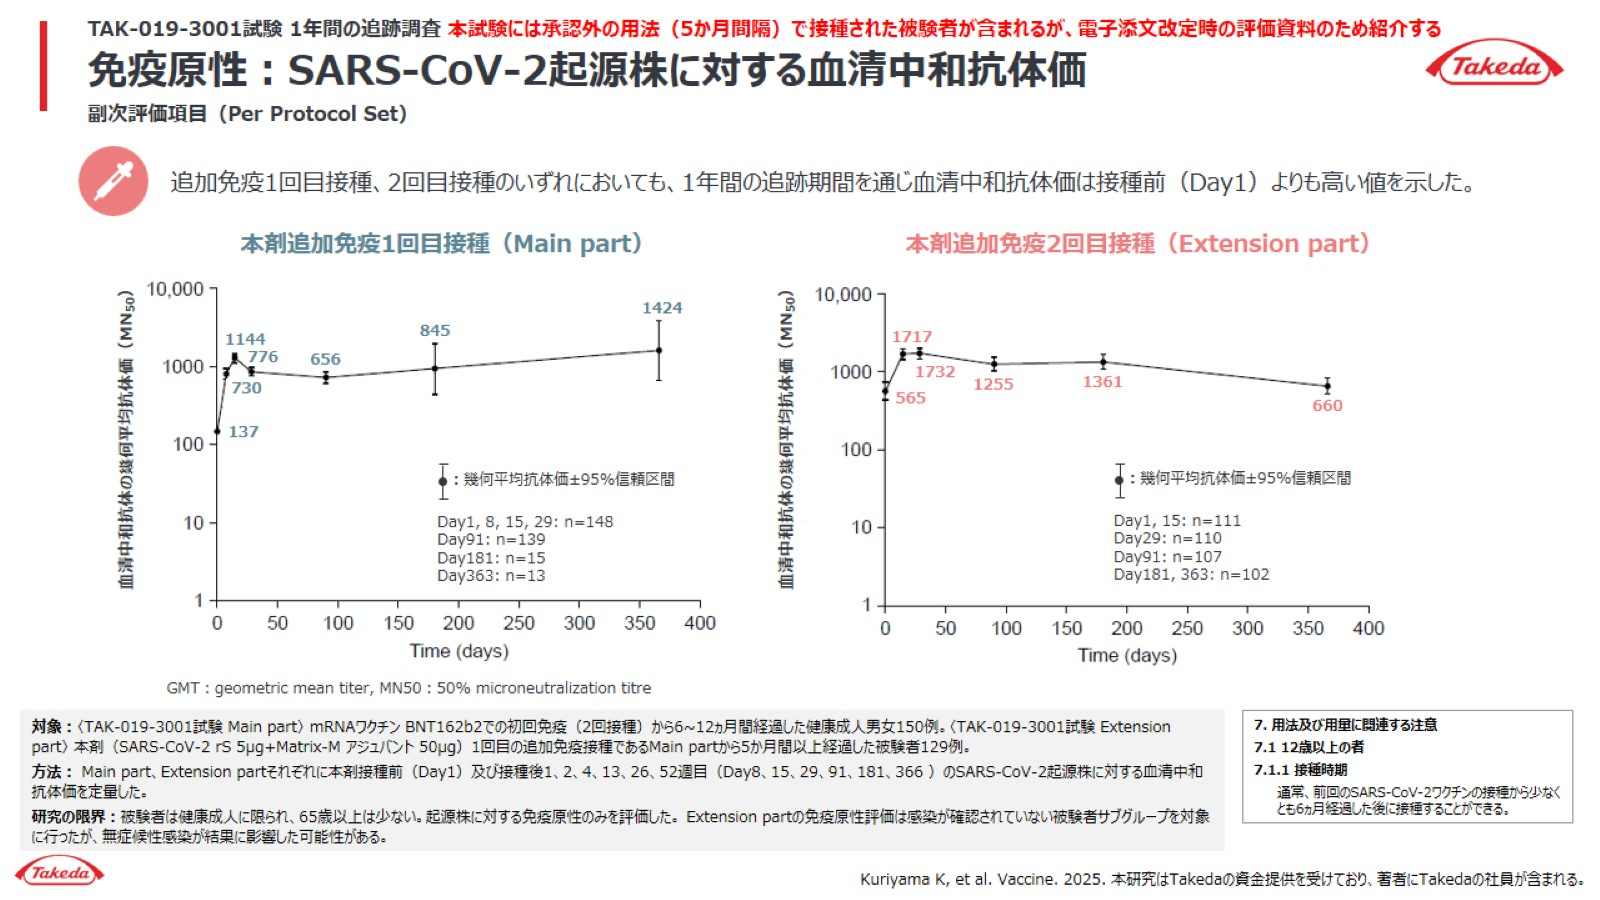 TAK-019-3001試験 1年間の追跡調査 本試験には承認外の用法（5か月間隔）で接種された被験者が含まれるが、電子添文改定時の評価資料のため紹介する
免疫原性：SARS-CoV-2起源株に対する血清中和抗体価
副次評価項目（Per Protocol Set）
Takeda
追加免疫1回目接種、2回目接種のいずれにおいても、1年間の追跡期間を通じ血清中和抗体価は接種前（Day1）よりも高い値を示した。
本剤追加免疫1回目接種（Main part）
血清中和抗体の幾何平均抗体価（MN50）
10,000
1000
100
10
1
0 50 100 150 200 250 300 350 400
Time (days)
137
730
1144
776
656
845
1424
：幾何平均抗体価±95%信頼区間
Day1, 8, 15, 29: n=148
Day91: n=139
Day181: n=15
Day363: n=13
本剤追加免疫2回目接種（Extension part）
血清中和抗体の幾何平均抗体価（MN50）
10,000
1000
100
10
1
0 50 100 150 200 250 300 350 400
Time (days)
565
1717
1732
1255
1361
660
：幾何平均抗体価±95%信頼区間
Day1, 15: n=111
Day29: n=110
Day91: n=107
Day181, 363: n=102
GMT：geometric mean titer, MN50：50% microneutralization titre
対象：〈TAK-019-3001試験 Main part〉mRNAワクチン BNT162b2での初回免疫（2回接種）から6~12ヵ月間経過した健康成人男女150例。〈TAK-019-3001試験 Extension
part〉本剤（SARS-CoV-2 rS 5μg+Matrix-M アジュバント 50μg）1回目の追加免疫接種であるMain partから5か月間以上経過した被験者129例。
方法： Main part、Extension partそれぞれに本剤接種前（Day1）及び接種後1、2、4、13、26、52週目（Day8、15、29、91、181、366 ）のSARS-CoV-2起源株に対する血清中和
抗体価を定量した。
研究の限界：被験者は健康成人に限られ、65歳以上は少ない。起源株に対する免疫原性のみを評価した。Extension partの免疫原性評価は感染が確認されていない被験者サブグループを対象
に行ったが、無症候性感染が結果に影響した可能性がある。
7. 用法及び用量に関連する注意
7.1 12歳以上の者
7.1.1 接種時期
通常、前回のSARS-CoV-2ワクチンの接種から少なく
とも6ヵ月経過した後に接種することができる。
Takeda
Kuriyama K, et al. Vaccine. 2025. 本研究はTakedaの資金提供を受けており、著者にTakedaの社員が含まれる。